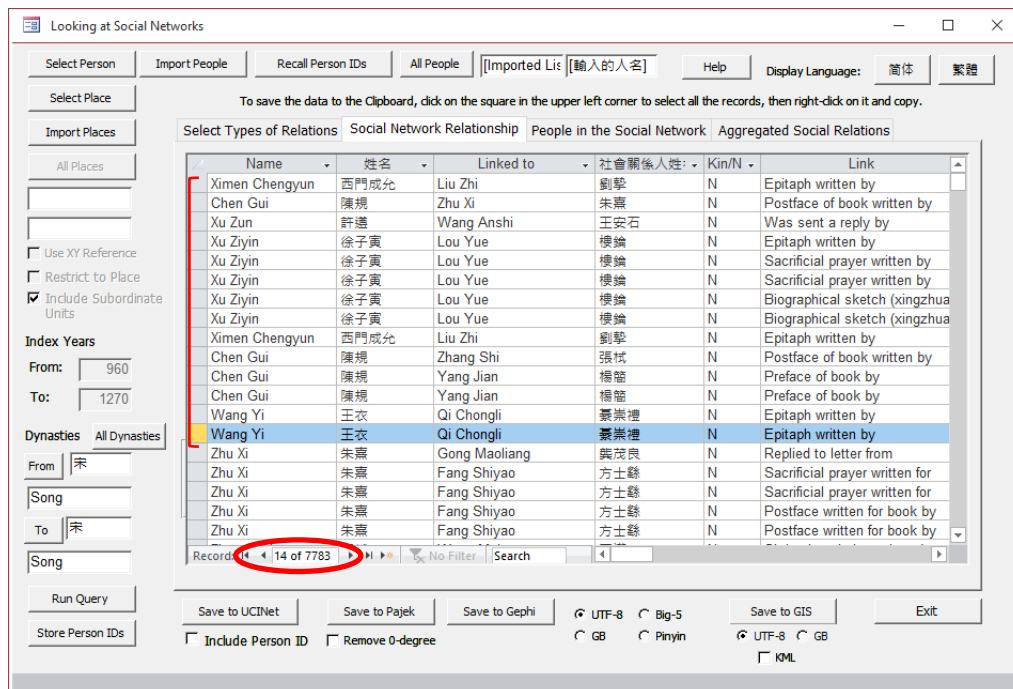 Looking at Social Networks
Select Person Import People Recall Person IDs All People [Imported Lis [輸入的人名] Help Display Language: 简体 繁體
Select Place To save the data to the Clipboard, click on the square in the upper left corner to select all the records, then right-click on it and copy.
Import Places Select Types of Relations Social Network Relationship People in the Social Network Aggregated Social Relations
All Places
Use XY Reference
Restrict to Place
Include Subordinate
Units
Index Years
From: 960
To: 1270
Dynasties All Dynasties
From 宋
Song
To 宋
Song
Run Query
Store Person IDs
Name 姓名 Linked to 社會關係人姓 Kin/N Link
Ximen Chengyun 西門成允 Liu Zhi 劉摯 N Epitaph written by
Chen Gui 陳規 Zhu Xi 朱熹 N Postface of book written by
Xu Zun 許遵 Wang Anshi 王安石 N Was sent a reply by
Xu Ziyin 徐子寅 Lou Yue 樓鑰 N Epitaph written by
Xu Ziyin 徐子寅 Lou Yue 樓鑰 N Sacrificial prayer written by
Xu Ziyin 徐子寅 Lou Yue 樓鑰 N Sacrificial prayer written by
Xu Ziyin 徐子寅 Lou Yue 樓鑰 N Biographical sketch (xingzhua
Xu Ziyin 徐子寅 Lou Yue 樓鑰 N Biographical sketch (xingzhua
Ximen Chengyun 西門成允 Liu Zhi 劉摯 N Epitaph written by
Chen Gui 陳規 Zhang Shi 張栻 N Postface of book written by
Chen Gui 陳規 Yang Jian 楊簡 N Preface of book by
Chen Gui 陳規 Yang Jian 楊簡 N Preface of book by
Wang Yi 王衣 Qi Chongli 綦崇禮 N Epitaph written by
Wang Yi 王衣 Qi Chongli 綦崇禮 N Epitaph written by
Zhu Xi 朱熹 Gong Maoliang 龔茂良 N Replied to letter from
Zhu Xi 朱熹 Fang Shiyao 方士繇 N Sacrificial prayer written for
Zhu Xi 朱熹 Fang Shiyao 方士繇 N Sacrificial prayer written for
Zhu Xi 朱熹 Fang Shiyao 方士繇 N Postface written for book by
Zhu Xi 朱熹 Fang Shiyao 方士繇 N Postface written for book by
Record: 14 of 7783 No Filter Search
Save to UCINet Save to Pajek Save to Gephi UTF-8 Big-5 Save to GIS Exit
Include Person ID Remove 0-degree GB Pinyin UTF-8 GB
KML